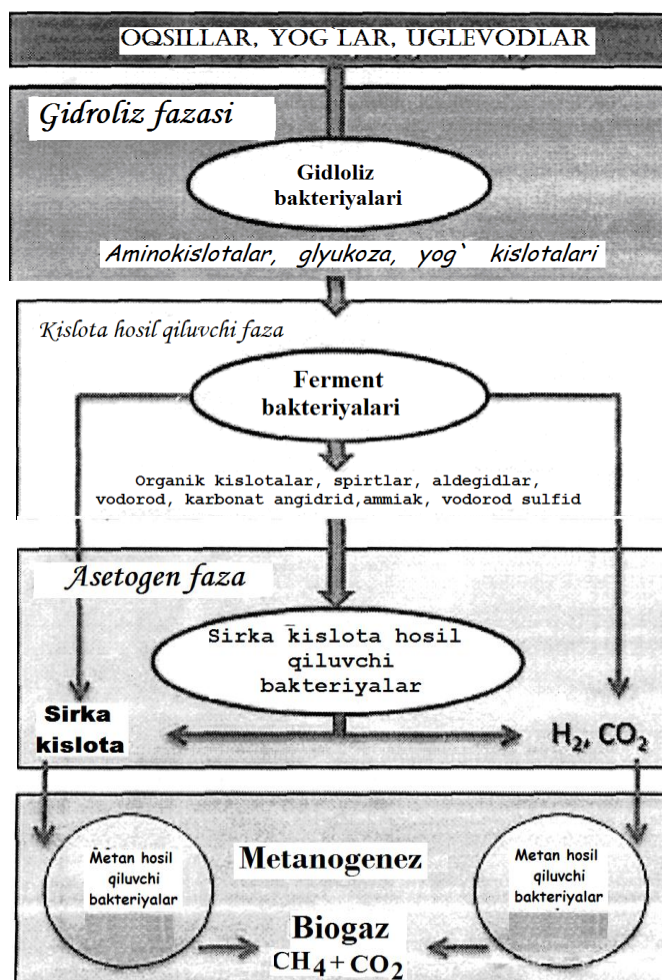 OQSILLAR, YOG`LAR, UGLEVODLAR
Gidroliz fazasi
Gidloliz
bakteriyalari
Aminokislotalar, glyukoza, yog` kislotalari
Kislota hosil qiluvchi faza
Ferment
bakteriyalari
Organik kislotalar, spirtlar, aldegidlar,
vodorod, karbonat angidrid,ammiak, vodorod sulfid
Asetogen faza
Sirka kislota hosil
qiluvchi
bakteriyalar
Sirka
kislota
H₂, CO₂
Metan hosil
qiluvchi
bakteriyalar
Metanogenez
Metan hosil
qiluvchi
bakteriyalar
Biogaz
CH4+CO2